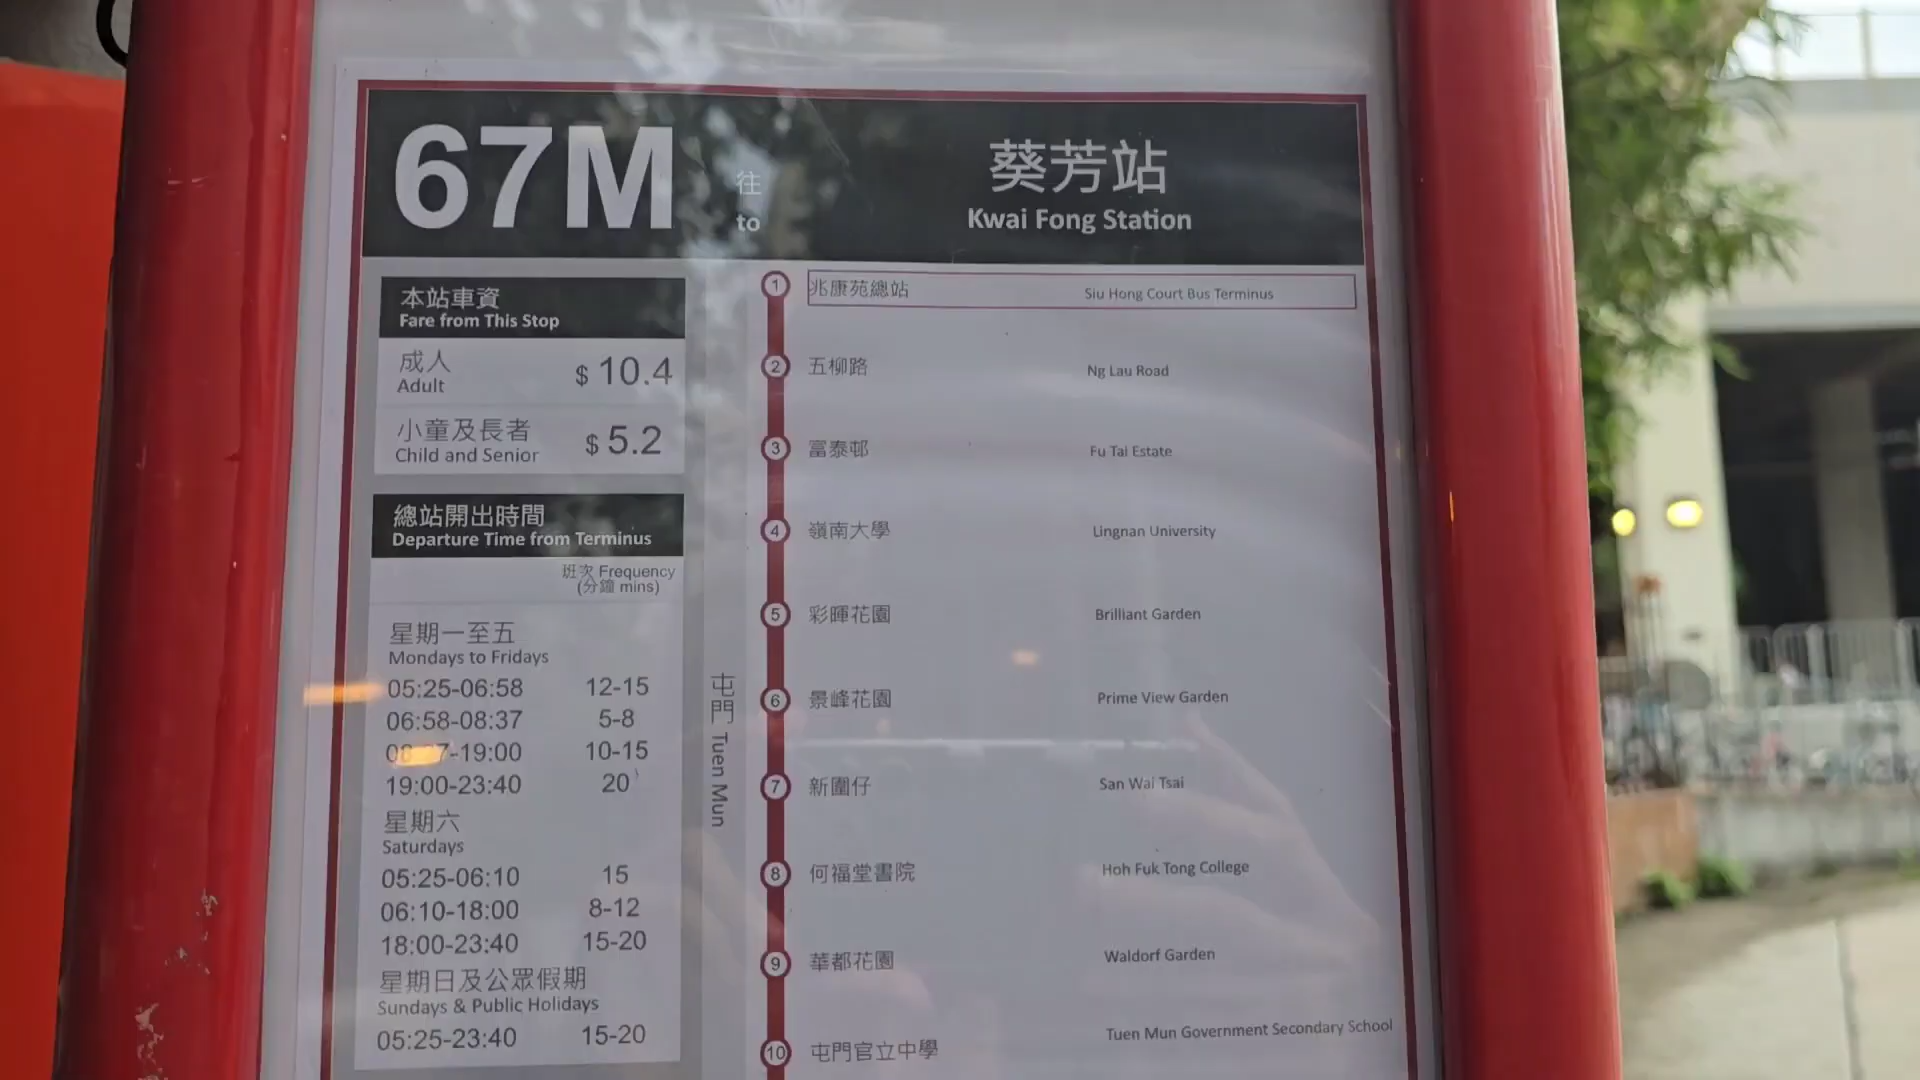 67M
往
to
葵芳站
Kwai Fong Station
本站車資
Fare from This Stop
成人
Adult
$ 10.4
小童及長者
Child and Senior
$ 5.2
總站開出時間
Departure Time from Terminus
班次 Frequency
(分鐘 mins)
星期一至五
Mondays to Fridays
05:25-06:58 12-15
06:58-08:37 5-8
-19:00 10-15
19:00-23:40 20
星期六
Saturdays
05:25-06:10 15
06:10-18:00 8-12
18:00-23:40 15-20
星期日及公眾假期
Sundays & Public Holidays
05:25-23:40 15-20
屯門 Tuen Mun
1 兆康苑總站 Siu Hong Court Bus Terminus
2 五柳路 Ng Lau Road
3 富泰邨 Fu Tai Estate
4 嶺南大學 Lingnan University
5 彩暉花園 Brilliant Garden
6 景峰花園 Prime View Garden
7 新圍仔 San Wai Tsai
8 何福堂書院 Hoh Fuk Tong College
9 華都花園 Waldorf Garden
10 屯門官立中學 Tuen Mun Government Secondary School